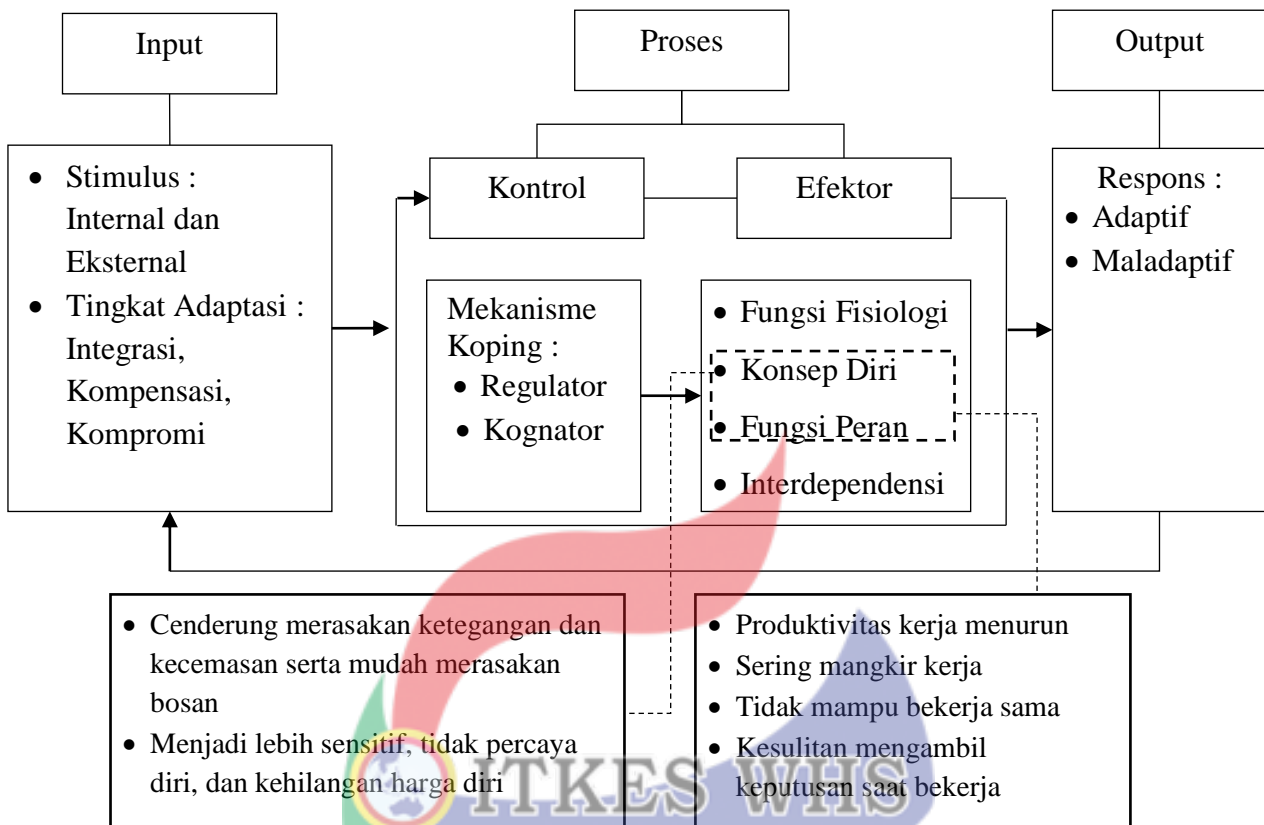 Input
Proses
Output
• Stimulus :
Internal dan
Eksternal
• Tingkat Adaptasi :
Integrasi,
Kompensasi,
Kompromi
Kontrol
Efektor
Mekanisme
Koping :
• Regulator
• Kognator
• Fungsi Fisiologi
• Konsep Diri
• Fungsi Peran
• Interdependensi
Respons :
• Adaptif
• Maladaptif
• Cenderung merasakan ketegangan dan
kecemasan serta mudah merasakan
bosan
• Menjadi lebih sensitif, tidak percaya
diri, dan kehilangan harga diri
• Produktivitas kerja menurun
• Sering mangkir kerja
• Tidak mampu bekerja sama
• Kesulitan mengambil
keputusan saat bekerja
ITKES WHS